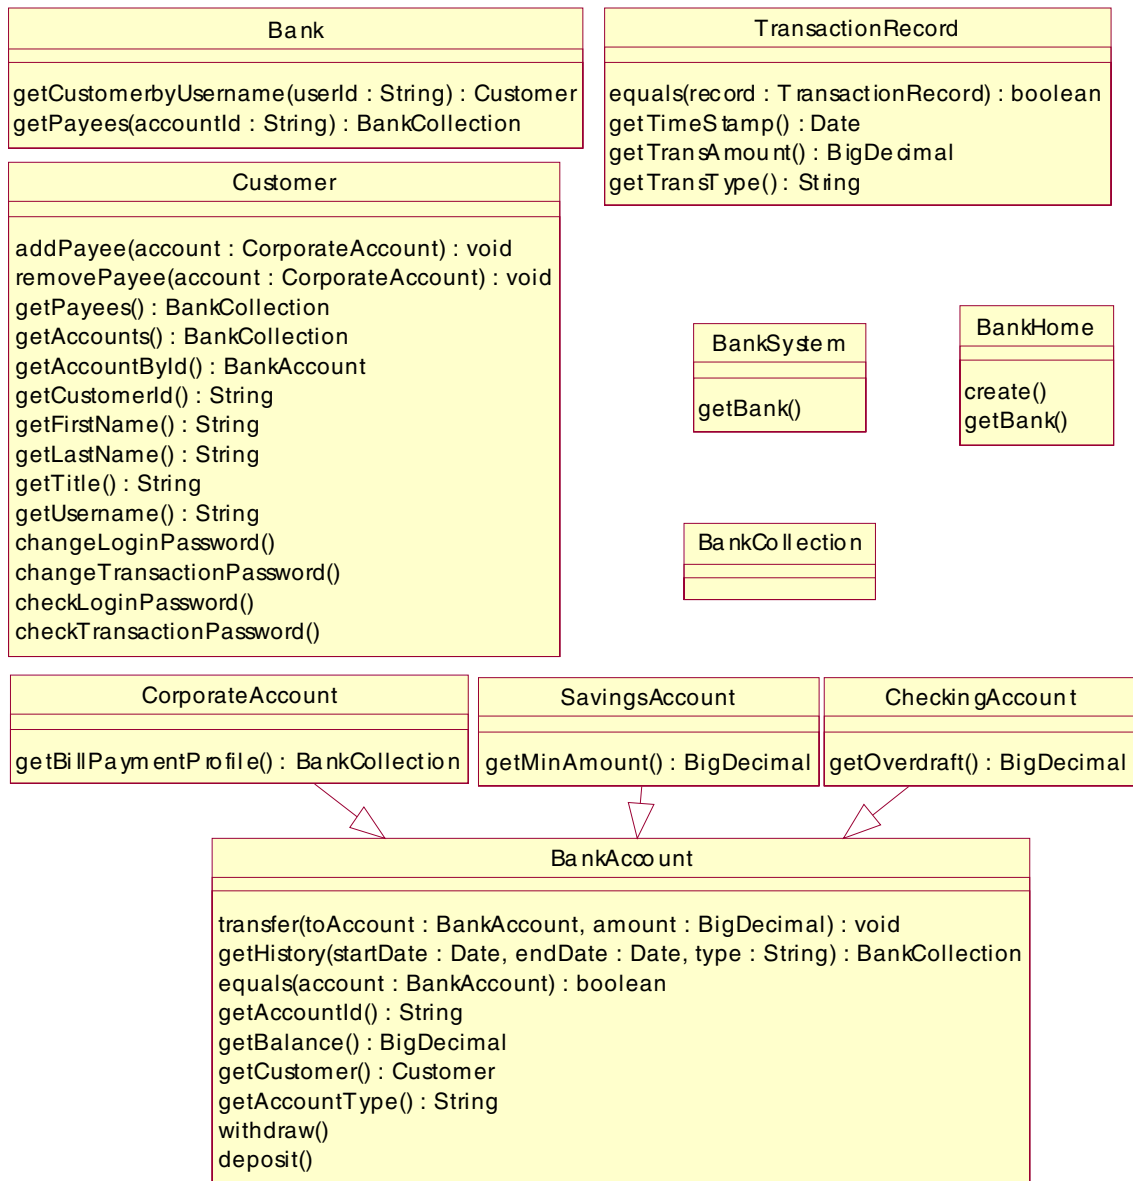 Bank
getCustomerbyUsername(userId : String) : Customer
getPayees(accountId : String) : BankCollection
TransactionRecord
equals(record : TransactionRecord) : boolean
getTimeStamp() : Date
getTransAmount() : BigDecimal
getTransType() : String
Customer
addPayee(account : CorporateAccount) : void
removePayee(account : CorporateAccount) : void
getPayees() : BankCollection
getAccounts() : BankCollection
getAccountById() : BankAccount
getCustomerId() : String
getFirstName() : String
getLastName() : String
getTitle() : String
getUsername() : String
changeLoginPassword()
changeTransactionPassword()
checkLoginPassword()
checkTransactionPassword()
BankSystem
getBank()
BankHome
create()
getBank()
BankCollection
CorporateAccount
getBillPaymentProfile() : BankCollection
SavingsAccount
getMinAmount() : BigDecimal
CheckingAccount
getOverdraft() : BigDecimal
BankAccount
transfer(toAccount : BankAccount, amount : BigDecimal) : void
getHistory(startDate : Date, endDate : Date, type : String) : BankCollection
equals(account : BankAccount) : boolean
getAccountId() : String
getBalance() : BigDecimal
getCustomer() : Customer
getAccountType() : String
withdraw()
deposit()